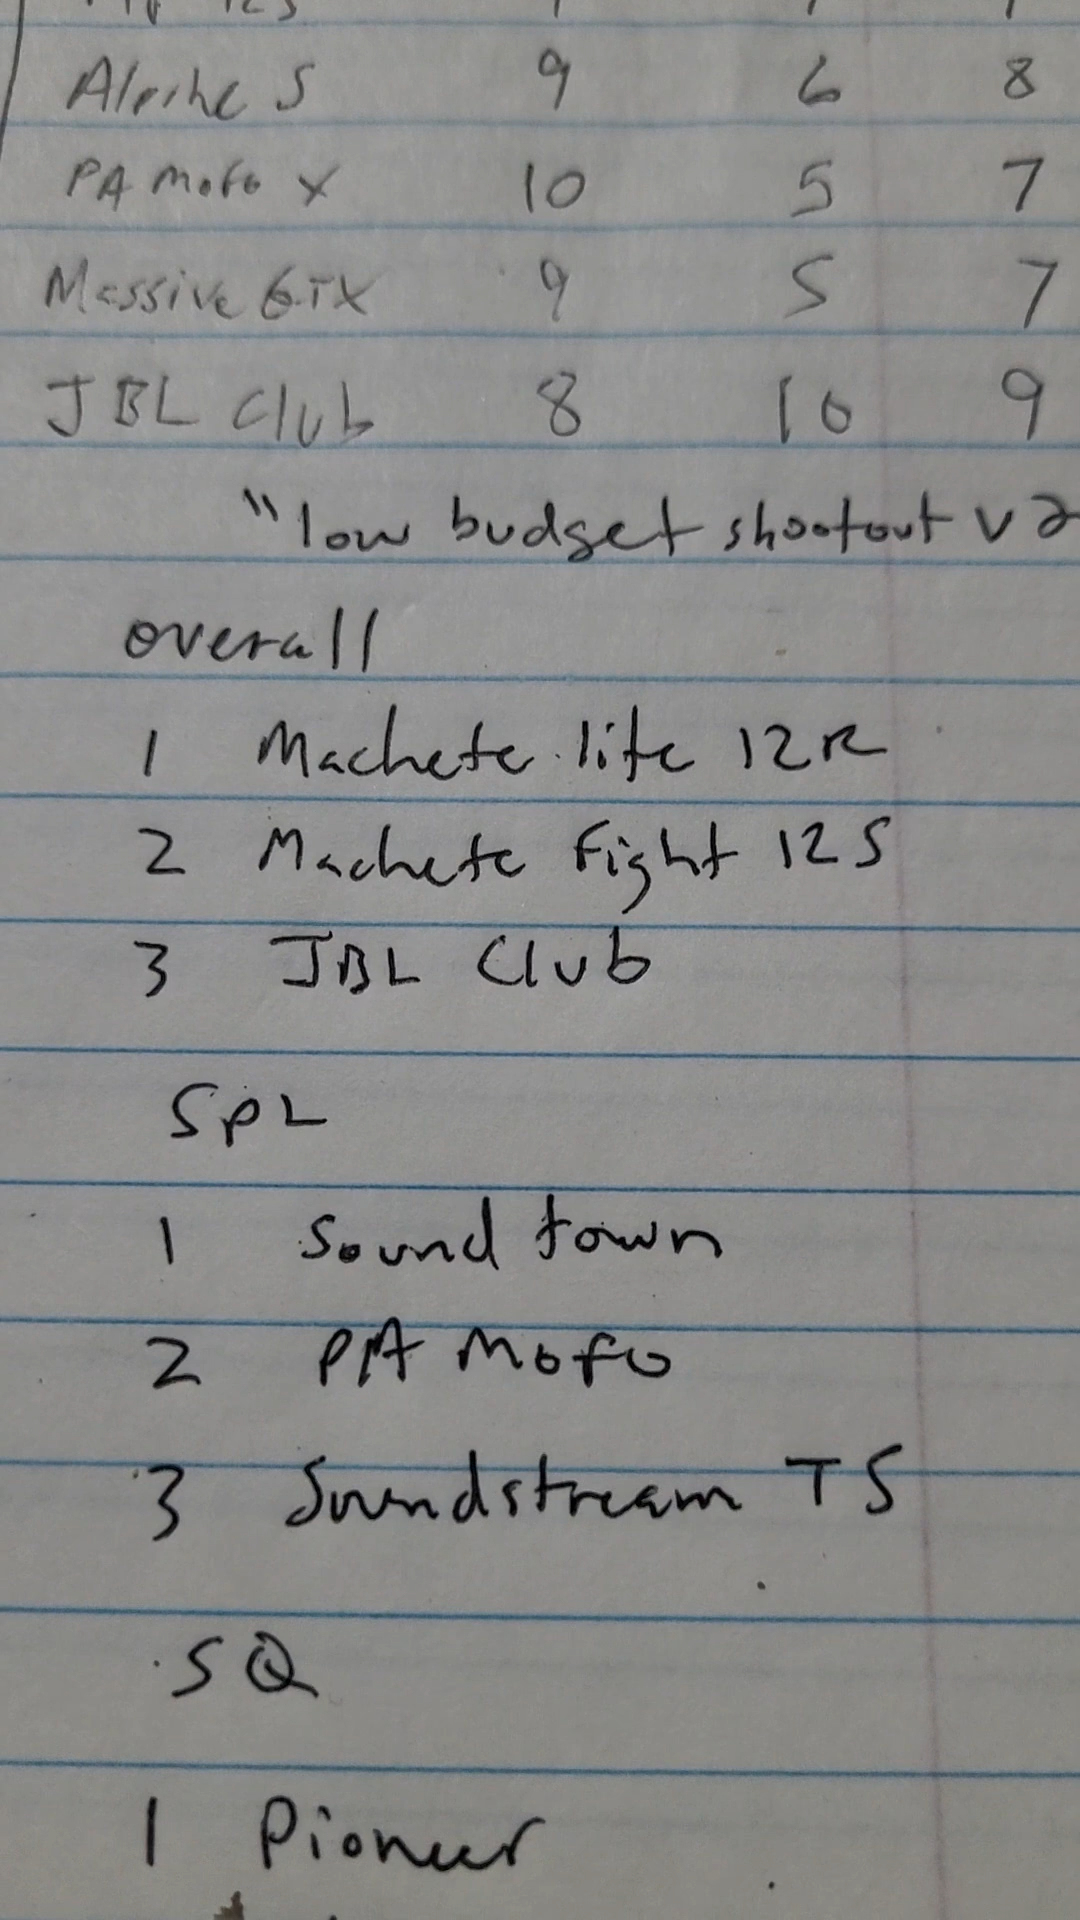 Alpine S 9 6 8
PA Mofo X 10 5 7
Massive GTX 9 5 7
JBL Club 8 10 9
"low budget shootout v2
overall
1 Machete lite 12R
2 Machete Fight 12S
3 JBL Club
SPL
1 Sound town
2 PA Mofo
3 Soundstream TS
SQ
1 Pioneer